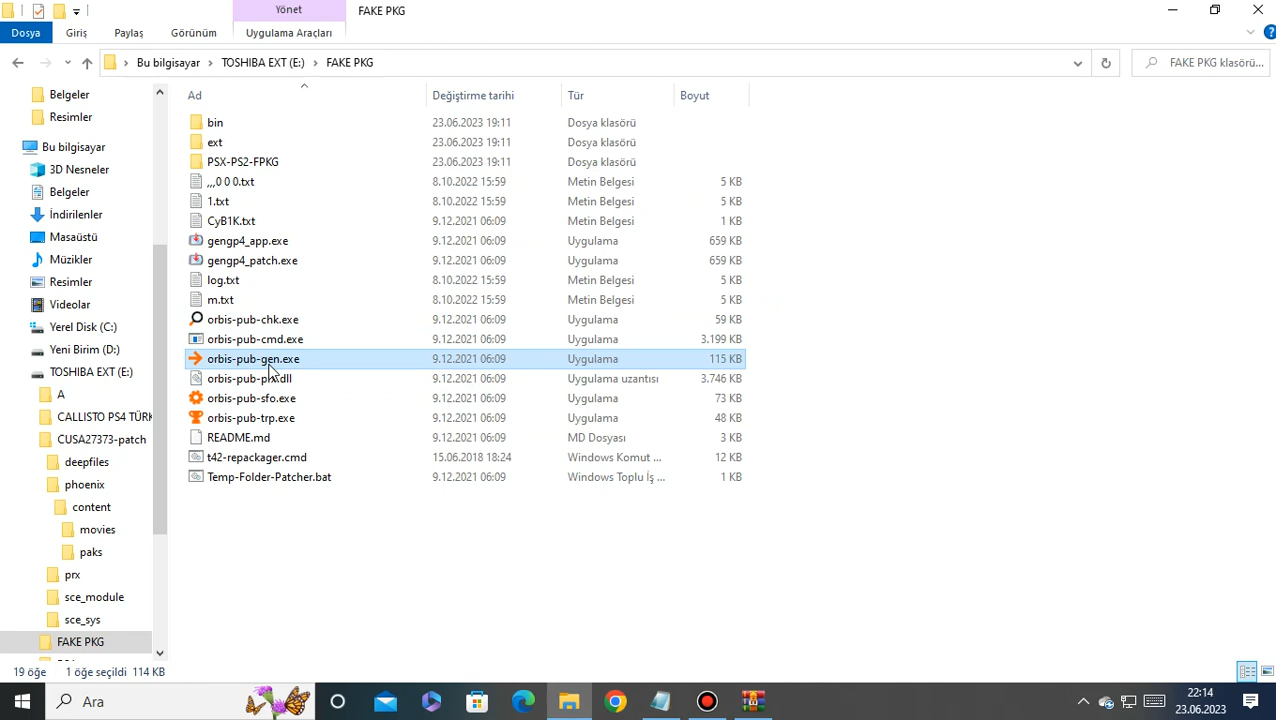 Yönet
FAKE PKG
Dosya
Giriş
Paylaş
Görünüm
Uygulama Araçları
Bu bilgisayar
TOSHIBA EXT (E:)
FAKE PKG
FAKE PKG klasörü...
Ad
Değiştirme tarihi
Tür
Boyut
Belgeler
Resimler
Bu bilgisayar
3D Nesneler
Belgeler
İndirilenler
Masaüstü
Müzikler
Resimler
Videolar
Yerel Disk (C:)
Yeni Birim (D:)
TOSHIBA EXT (E:)
A
CALLISTO PS4 TÜRK
CUSA27373-patch
deepfiles
phoenix
content
movies
paks
prx
sce_module
sce_sys
FAKE PKG
bin 23.06.2023 19:11 Dosya klasörü
ext 23.06.2023 19:11 Dosya klasörü
PSX-PS2-FPKG 23.06.2023 19:11 Dosya klasörü
,,,0 0 0.txt 8.10.2022 15:59 Metin Belgesi 5 KB
1.txt 8.10.2022 15:59 Metin Belgesi 5 KB
CyB1K.txt 9.12.2021 06:09 Metin Belgesi 1 KB
gengp4_app.exe 9.12.2021 06:09 Uygulama 659 KB
gengp4_patch.exe 9.12.2021 06:09 Uygulama 659 KB
log.txt 8.10.2022 15:59 Metin Belgesi 5 KB
m.txt 8.10.2022 15:59 Metin Belgesi 5 KB
orbis-pub-chk.exe 9.12.2021 06:09 Uygulama 59 KB
orbis-pub-cmd.exe 9.12.2021 06:09 Uygulama 3.199 KB
orbis-pub-gen.exe 9.12.2021 06:09 Uygulama 115 KB
orbis-pub-prx.dll 9.12.2021 06:09 Uygulama uzantısı 3.746 KB
orbis-pub-sfo.exe 9.12.2021 06:09 Uygulama 73 KB
orbis-pub-trp.exe 9.12.2021 06:09 Uygulama 48 KB
README.md 9.12.2021 06:09 MD Dosyası 3 KB
t42-repackager.cmd 15.06.2018 18:24 Windows Komut ... 12 KB
Temp-Folder-Patcher.bat 9.12.2021 06:09 Windows Toplu İş ... 1 KB
19 öğe 1 öğe seçildi 114 KB
Ara
22:14
23.06.2023